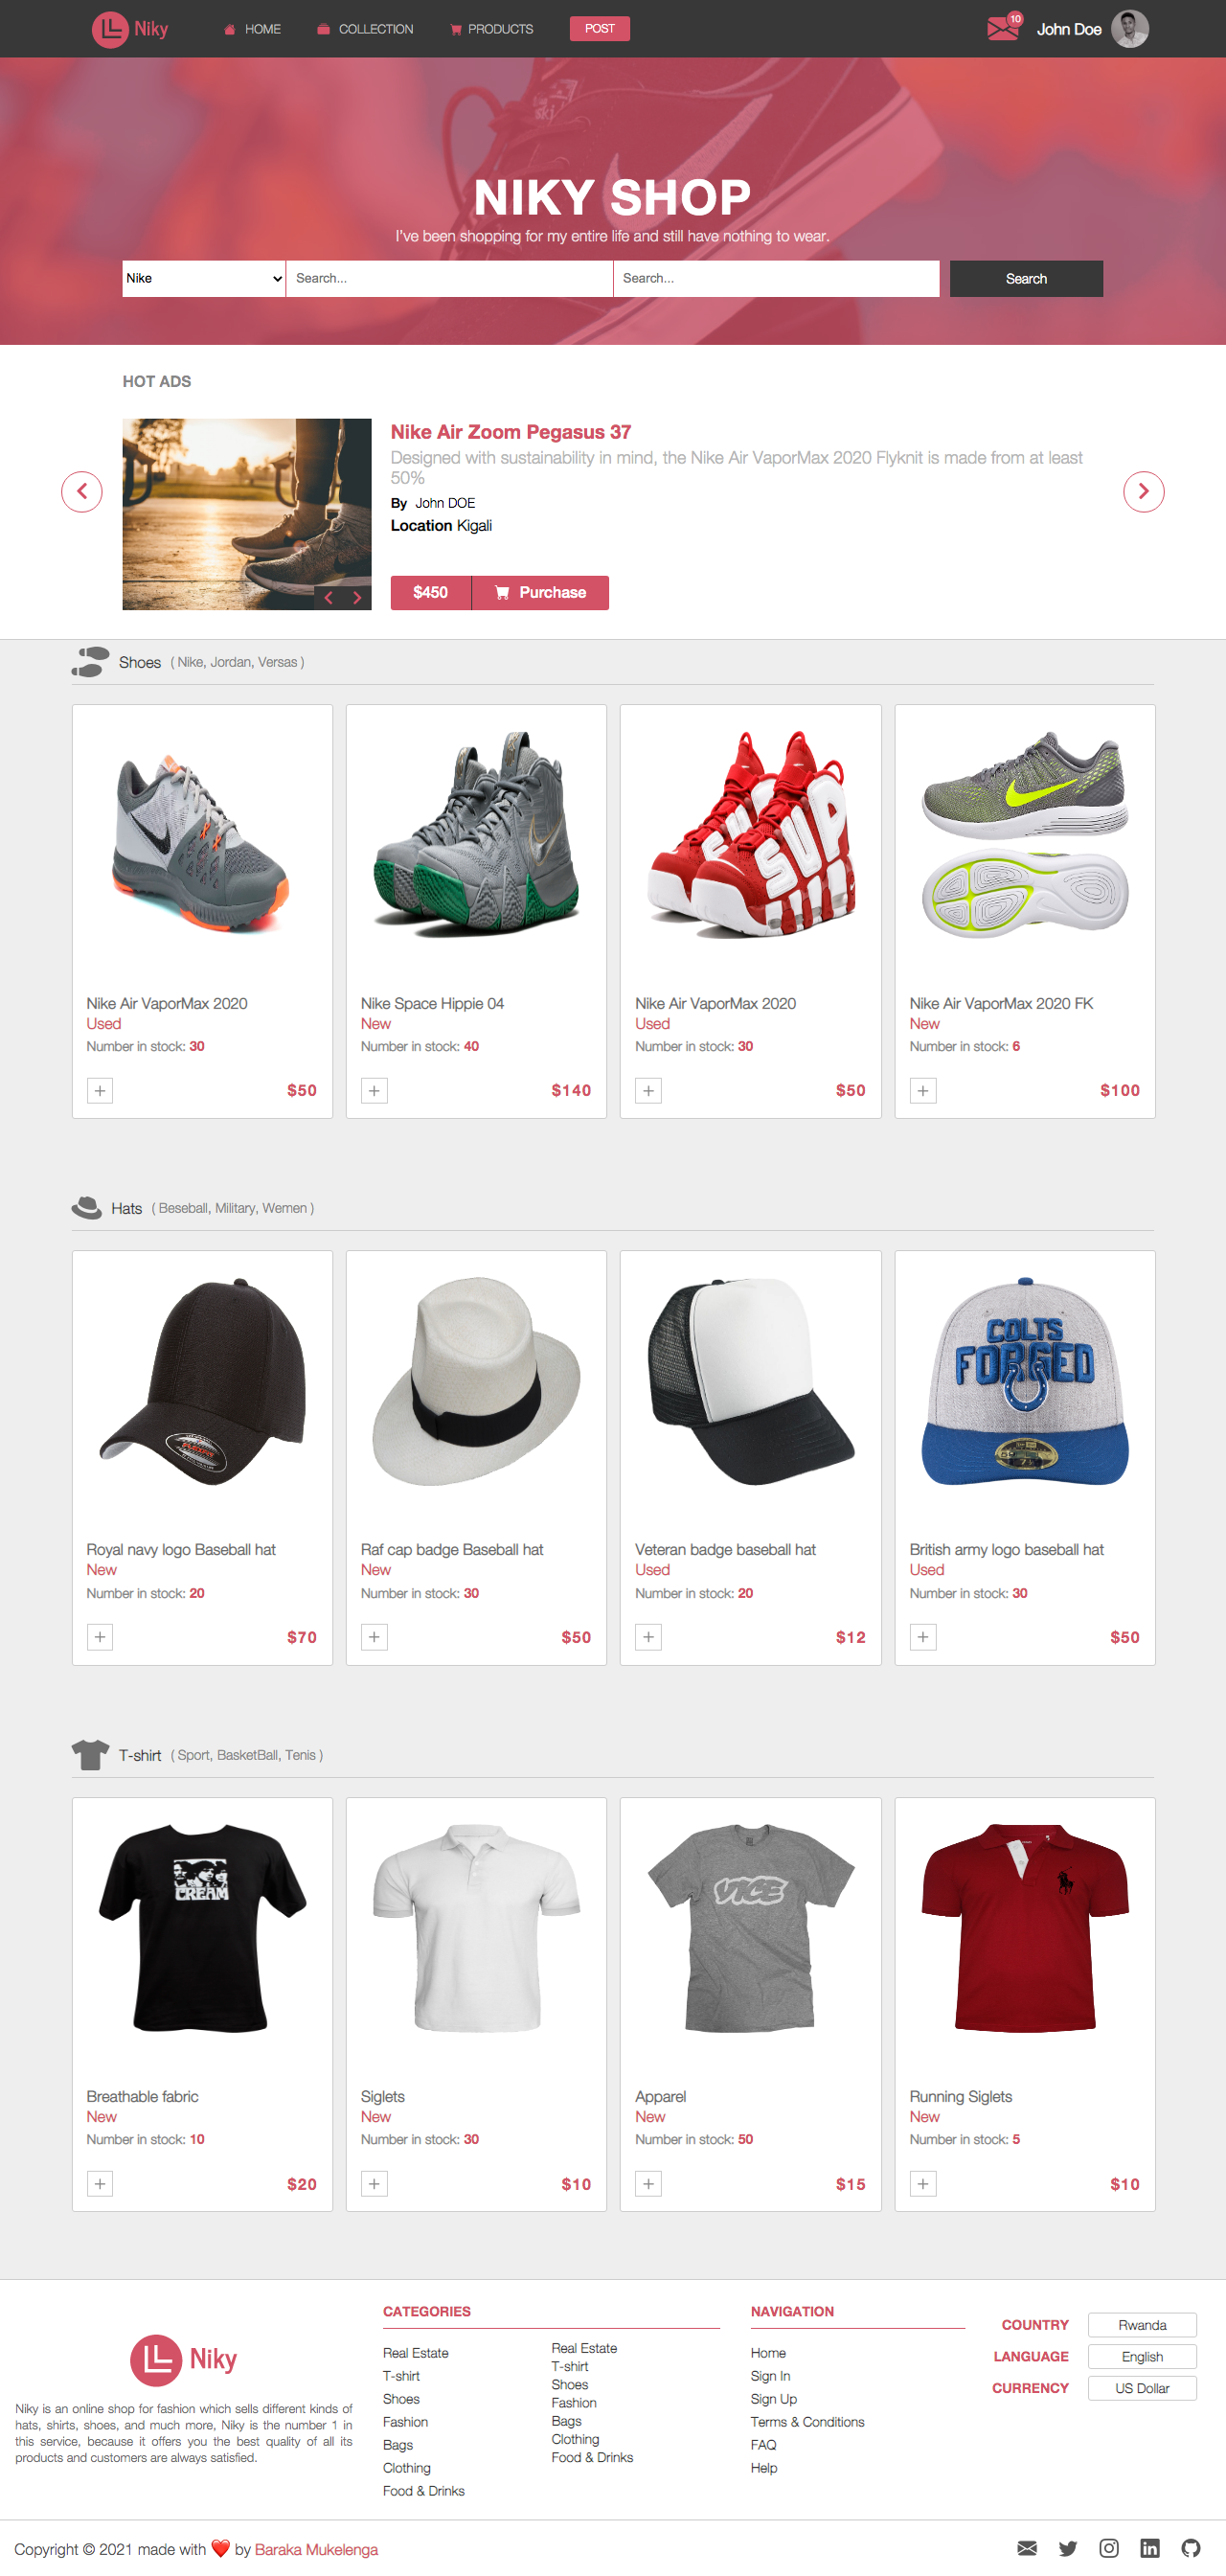 Niky
HOME
COLLECTION
PRODUCTS
POST
10
John Doe
ski
NIKY SHOP
I've been shopping for my entire life and still have nothing to wear.
Nike
Search...
Search...
Search
HOT ADS
Nike Air Zoom Pegasus 37
Designed with sustainability in mind, the Nike Air VaporMax 2020 Flyknit is made from at least
50%
By John DOE
Location Kigali
$450
Purchase
Shoes ( Nike, Jordan, Versas )
SUP
Nike Air VaporMax 2020
Used
Number in stock: 30
+
$50
Nike Space Hippie 04
New
Number in stock: 40
+
$140
Nike Air VaporMax 2020
Used
Number in stock: 30
+
$50
Nike Air VaporMax 2020 FK
New
Number in stock: 6
+
$100
Hats ( Beseball, Military, Wemen )
COLTS
FORGED
Royal navy logo Baseball hat
New
Number in stock: 20
+
$70
Raf cap badge Baseball hat
New
Number in stock: 30
+
$50
Veteran badge baseball hat
Used
Number in stock: 20
+
$12
British army logo baseball hat
Used
Number in stock: 30
+
$50
T-shirt ( Sport, BasketBall, Tenis )
CREAM
VICE
Breathable fabric
New
Number in stock: 10
+
$20
Siglets
New
Number in stock: 30
+
$10
Apparel
New
Number in stock: 50
+
$15
Running Siglets
New
Number in stock: 5
+
$10
Niky
Niky is an online shop for fashion which sells different kinds of
hats, shirts, shoes, and much more, Niky is the number 1 in
this service, because it offers you the best quality of all its
products and customers are always satisfied.
CATEGORIES
Real Estate
T-shirt
Shoes
Fashion
Bags
Clothing
Food & Drinks
Real Estate
T-shirt
Shoes
Fashion
Bags
Clothing
Food & Drinks
NAVIGATION
Home
Sign In
Sign Up
Terms & Conditions
FAQ
Help
COUNTRY Rwanda
LANGUAGE English
CURRENCY US Dollar
Copyright © 2021 made with ❤️ by Baraka Mukelenga